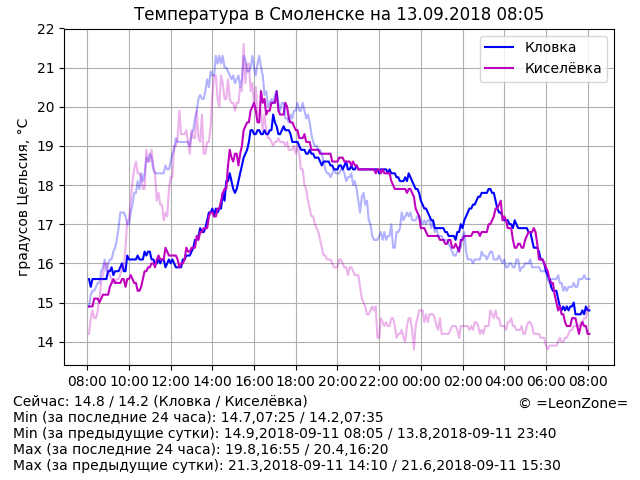 Температура в Смоленске на 13.09.2018 08:05
градусов Цельсия, °C
22
21
20
19
18
17
16
15
14
Кловка
Киселёвка
08:00 10:00 12:00 14:00 16:00 18:00 20:00 22:00 00:00 02:00 04:00 06:00 08:00
Сейчас: 14.8 / 14.2 (Кловка / Киселёвка)
© =LeonZone=
Min (за последние 24 часа): 14.7,07:25 / 14.2,07:35
Min (за предыдущие сутки): 14.9,2018-09-11 08:05 / 13.8,2018-09-11 23:40
Max (за последние 24 часа): 19.8,16:55 / 20.4,16:20
Max (за предыдущие сутки): 21.3,2018-09-11 14:10 / 21.6,2018-09-11 15:30